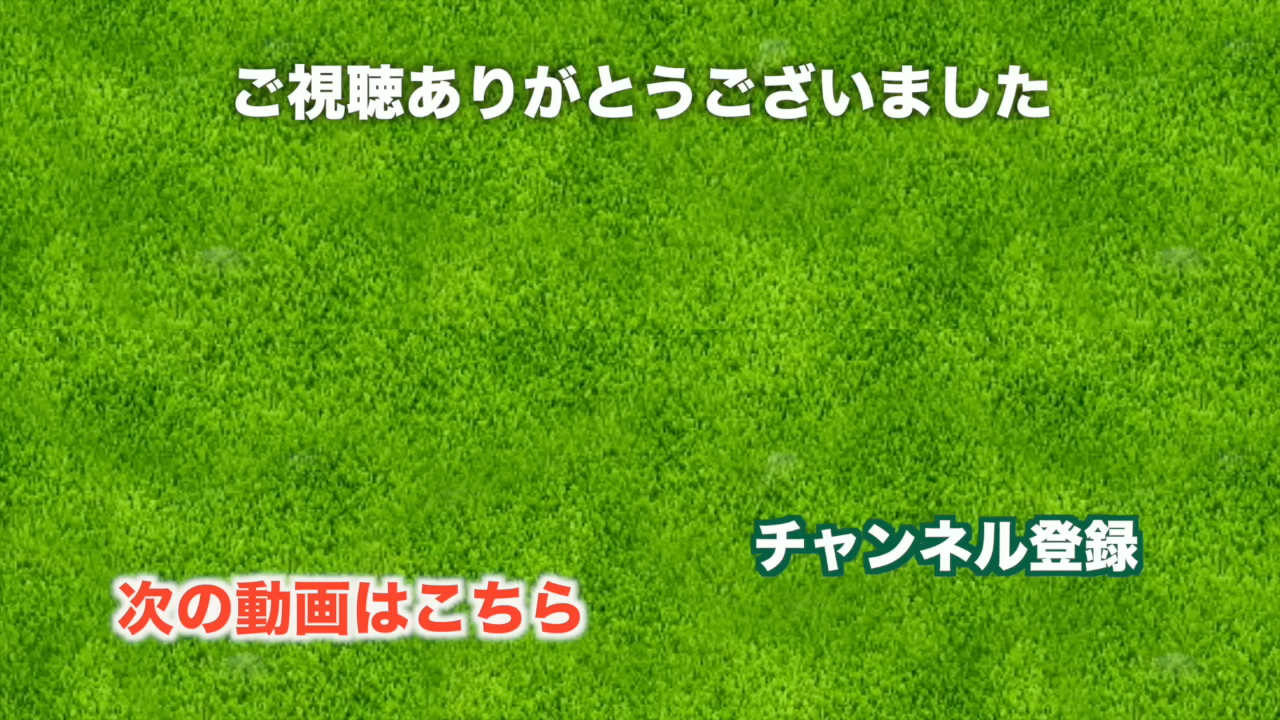 ご視聴ありがとうございました
チャンネル登録
次の動画はこちら